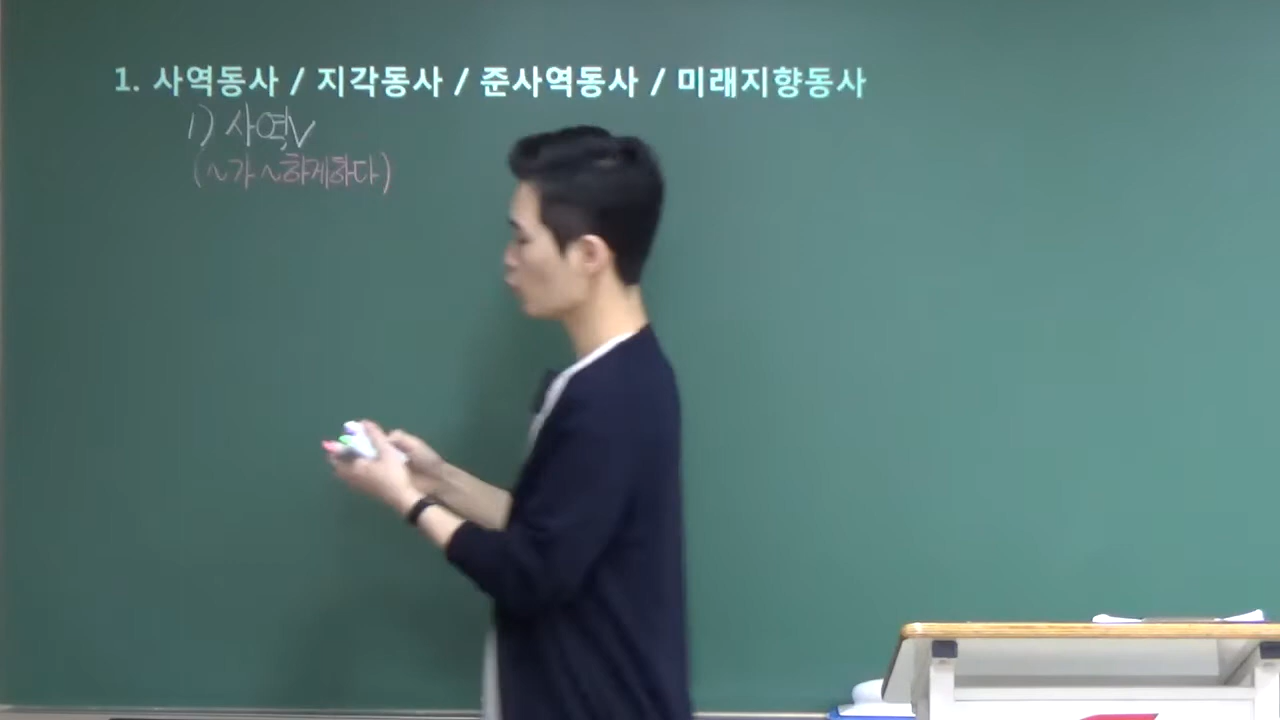 1. 사역동사 / 지각동사 / 준사역동사 / 미래지향동사
1) 사역V
(~가 ~하게하다)